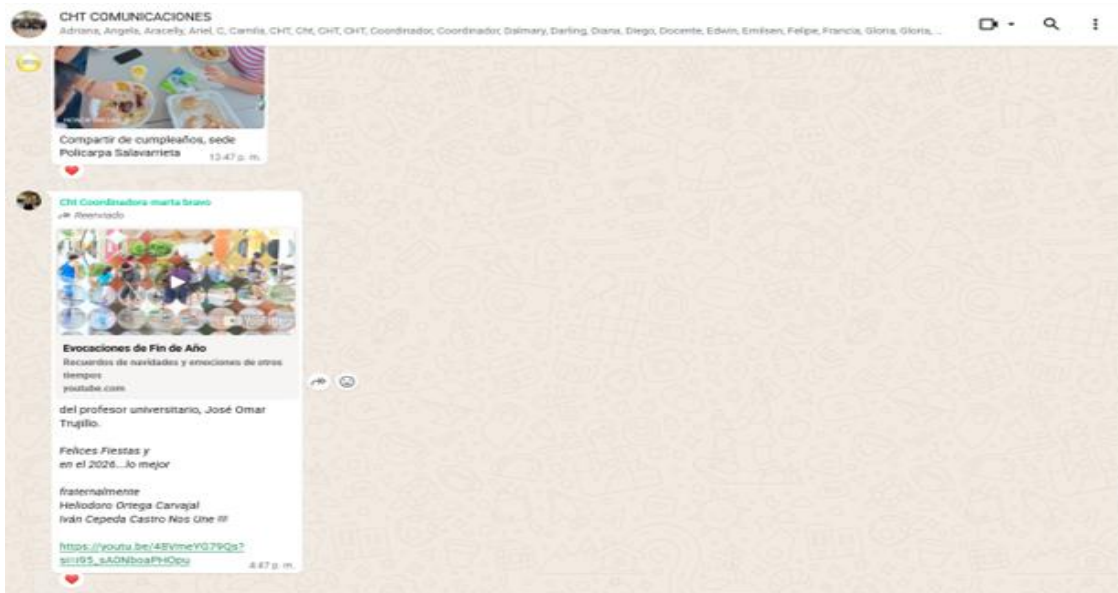 CHT COMUNICACIONES
Adriana, Angela, Aracelly, Ariel, C, Camila, CHT, Cht, CHT, CHT, Coordinador, Coordinador, Dalmary, Darling, Diana, Diego, Docente, Edwin, Emilsen, Felipe, Francia, Gloria, Gloria, ...
Compartir de cumpleaños, sede
Policarpa Salavarrieta
12:47 p. m.
Cht Coordinadora marta bravo
Reenviado
Evocaciones de Fin de Año
Recuerdos de navidades y emociones de otros
tiempos
youtube.com
del profesor universitario, José Omar
Trujillo.
Felices Fiestas y
en el 2026...lo mejor
fraternalmente
Heliodoro Ortega Carvajal
Iván Cepeda Castro Nos Une !!!
4:47 p. m.